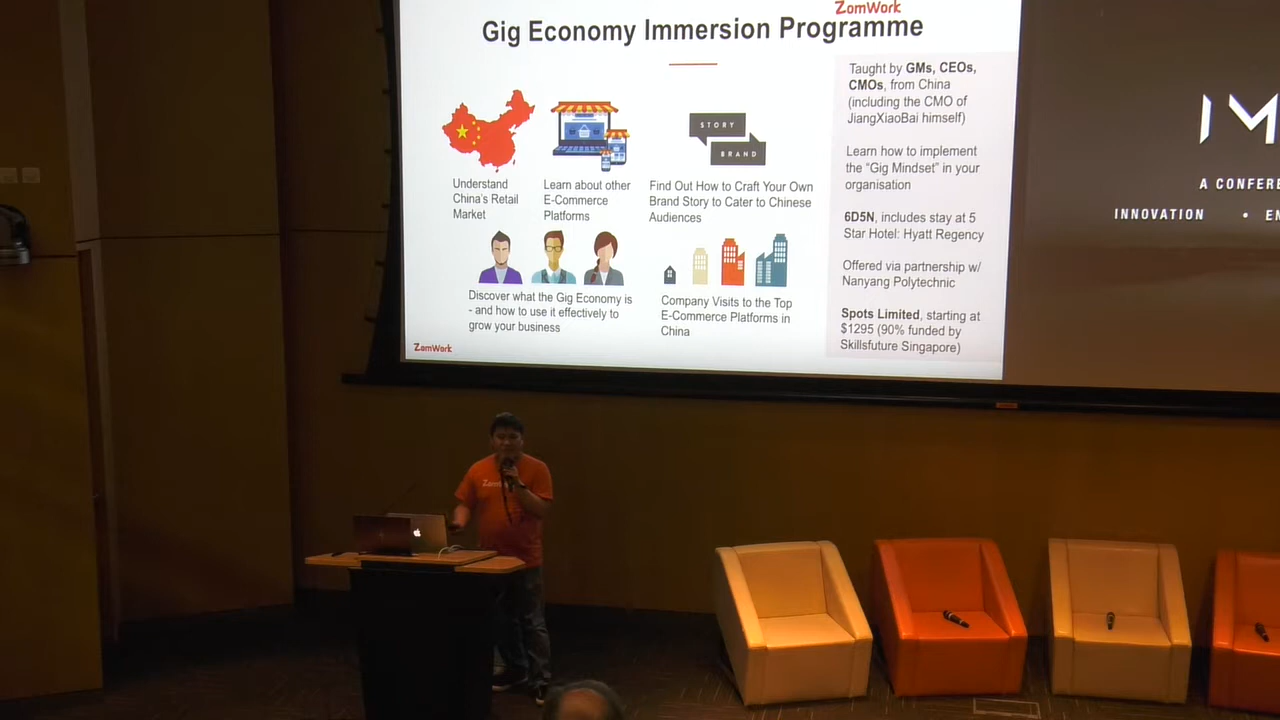 ZomWork
Gig Economy Immersion Programme
Understand
China's Retail
Market
Learn about other
E-Commerce
Platforms
STORY
BRAND
Find Out How to Craft Your Own
Brand Story to Cater to Chinese
Audiences
Discover what the Gig Economy is
- and how to use it effectively to
grow your business
Company Visits to the Top
E-Commerce Platforms in
China
ZomWork
Taught by GMs, CEOs,
CMOs, from China
(including the CMO of
JiangXiaoBai himself)
Learn how to implement
the “Gig Mindset” in your
organisation
6D5N, includes stay at 5
Star Hotel: Hyatt Regency
Offered via partnership w/
Nanyang Polytechnic
Spots Limited, starting at
$1295 (90% funded by
Skillsfuture Singapore)
IM
A CONFERE
INNOVATION • EN